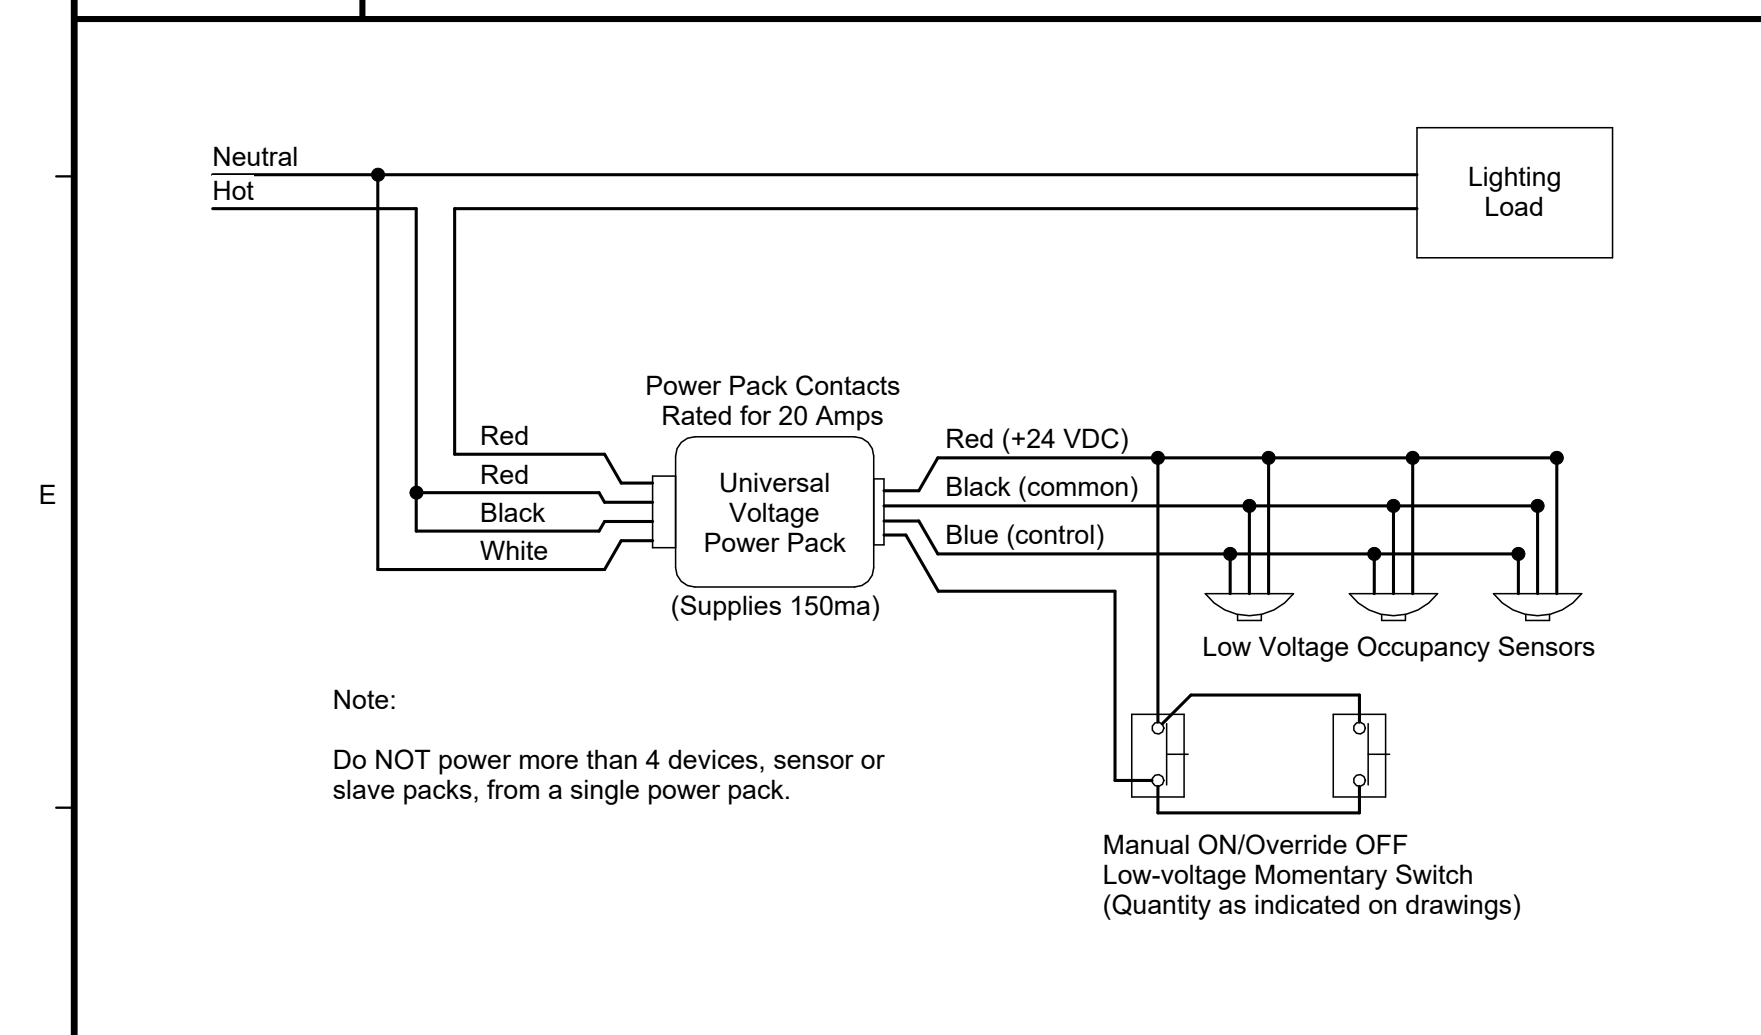 Neutral
Hot
Lighting
Load
Power Pack Contacts
Rated for 20 Amps
Red
Red
Black
White
Universal
Voltage
Power Pack
(Supplies 150ma)
Red (+24 VDC)
Black (common)
Blue (control)
E
Low Voltage Occupancy Sensors
Note:
Do NOT power more than 4 devices, sensor or
slave packs, from a single power pack.
Manual ON/Override OFF
Low-voltage Momentary Switch
(Quantity as indicated on drawings)